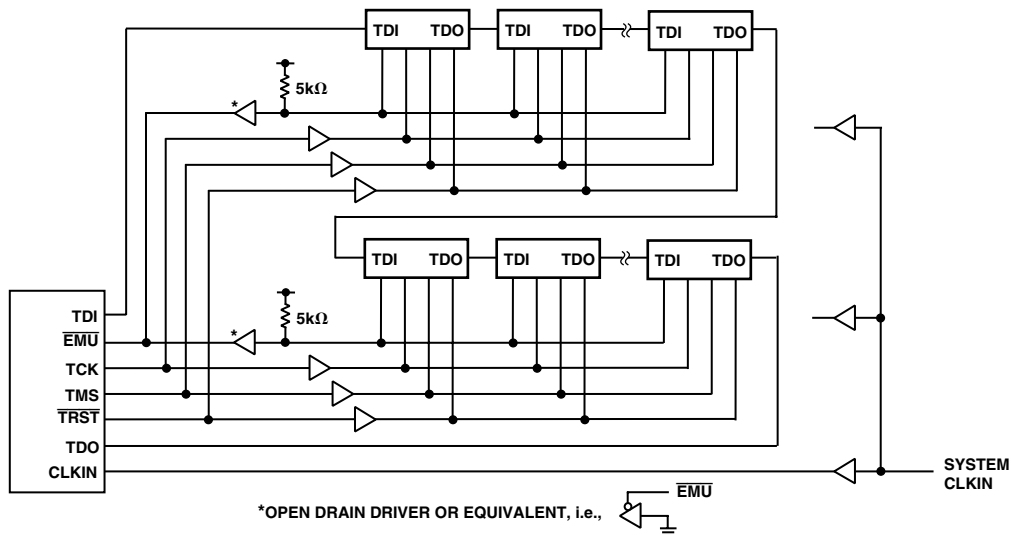 TDI TDO TDI TDO TDI TDO
5kΩ
*
TDI TDO TDI TDO TDI TDO
5kΩ
*
TDI
EMU
TCK
TMS
TRST
TDO
CLKIN
SYSTEM
CLKIN
EMU
*OPEN DRAIN DRIVER OR EQUIVALENT, i.e.,